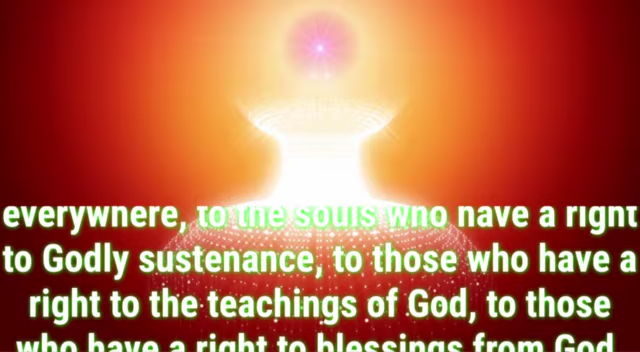 everywhere, to the souls who have a right
to Godly sustenance, to those who have a
right to the teachings of God, to those
who have a right to blessings from God